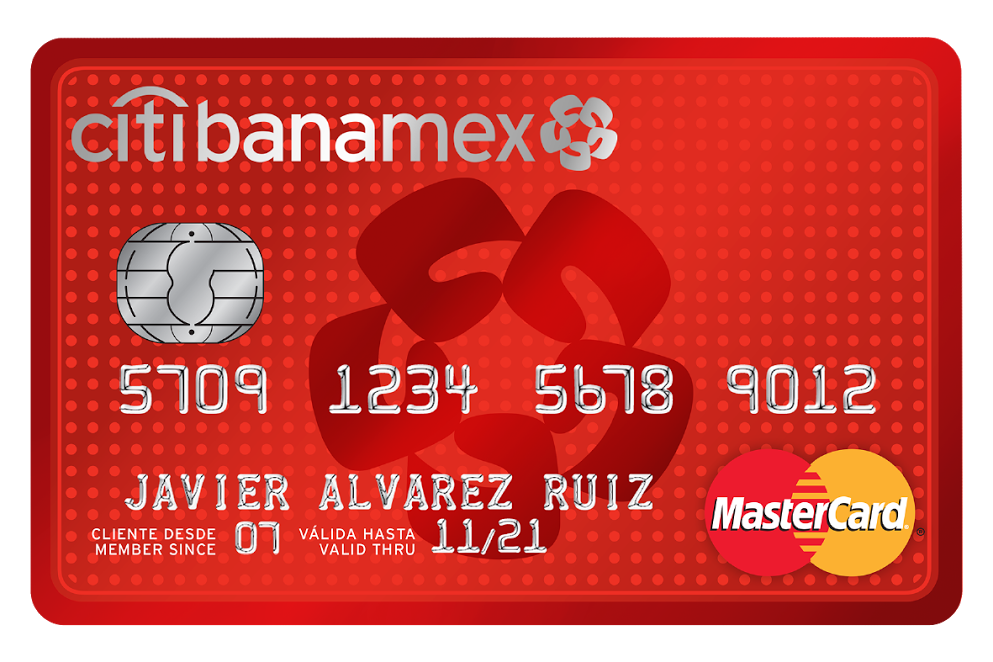 citibanamex
5709 1234 5678 9012
JAVIER ALVAREZ RUIZ
CLIENTE DESDE 07 VÁLIDA HASTA 11/21
MEMBER SINCE VALID THRU
MasterCard®